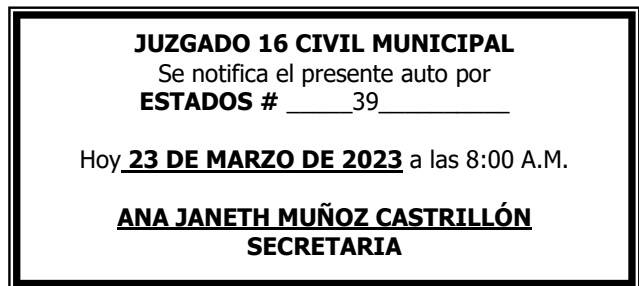 JUZGADO 16 CIVIL MUNICIPAL
Se notifica el presente auto por
ESTADOS # _____39__________
Hoy 23 DE MARZO DE 2023 a las 8:00 A.M.
ANA JANETH MUÑOZ CASTRILLÓN
SECRETARIA